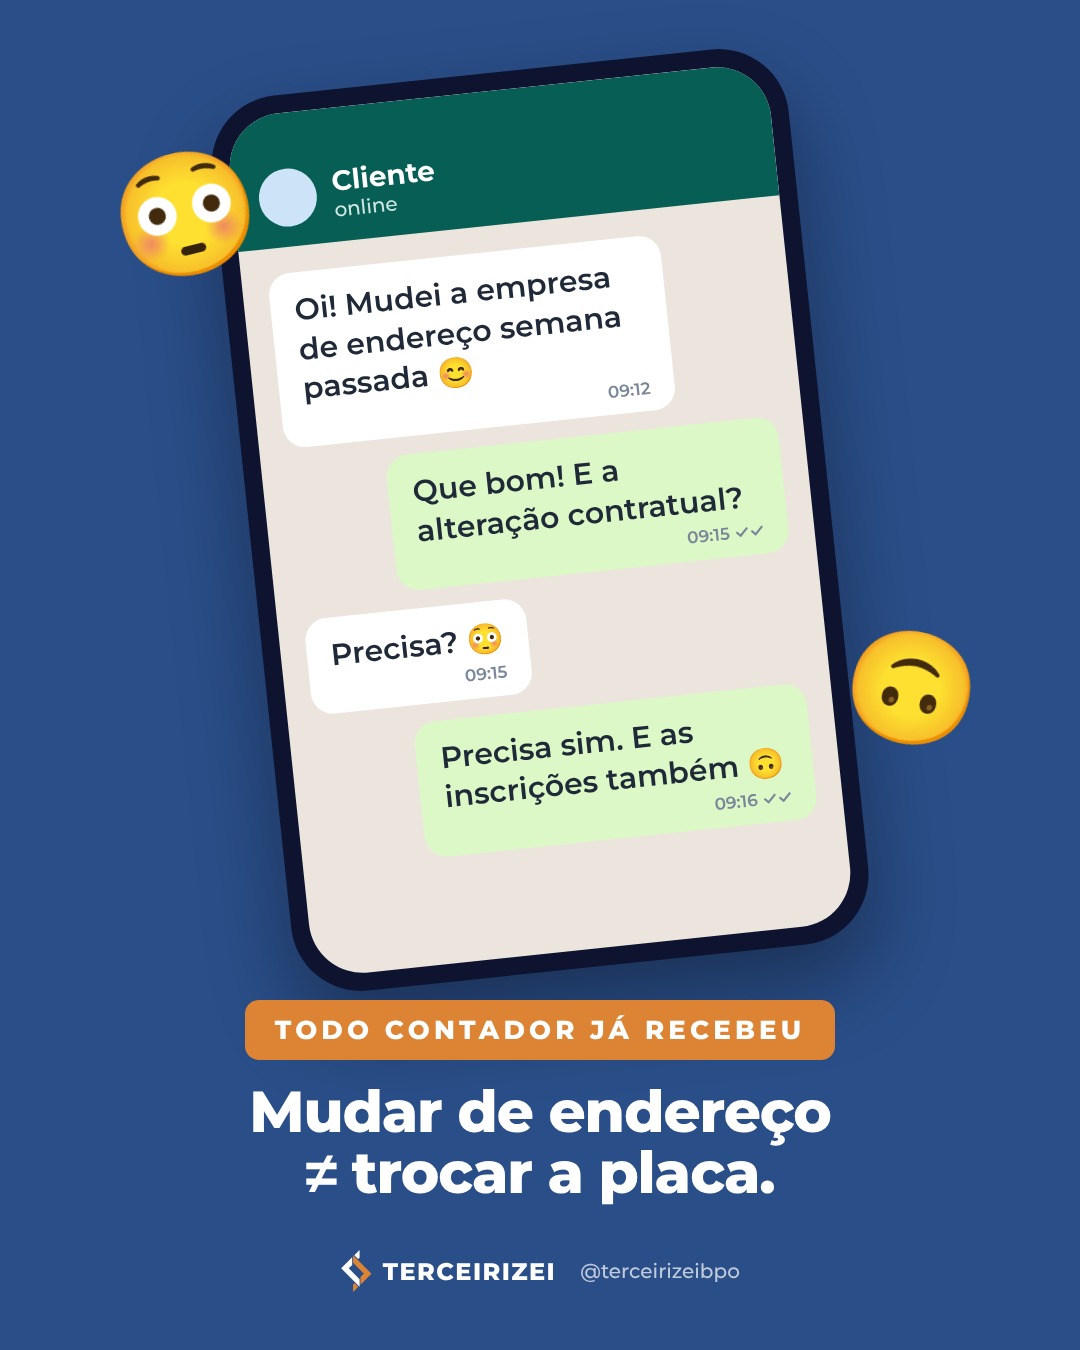 Cliente
online
Oi! Mudei a empresa
de endereço semana
passada 😊
09:12
Que bom! E a
alteração contratual?
09:15 ✓✓
Precisa? 😳
09:15
Precisa sim. E as
inscrições também 🙃
09:16 ✓✓
TODO CONTADOR JÁ RECEBEU
Mudar de endereço
≠ trocar a placa.
TERCEIRIZEI @terceirizeibpo